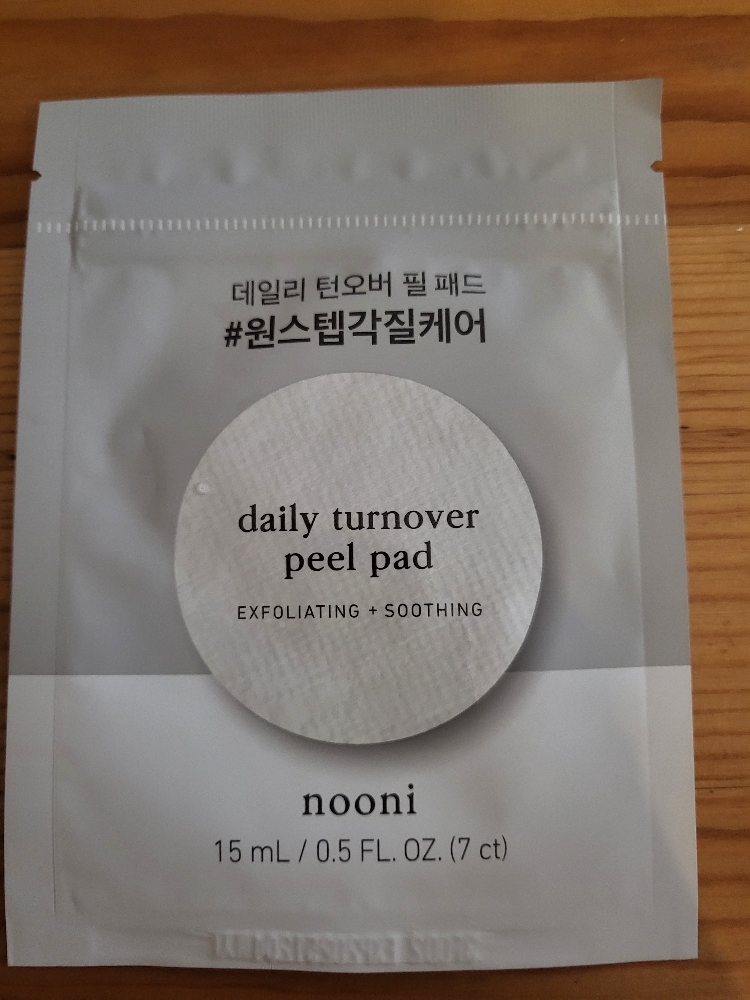 데일리 턴오버 필 패드
#원스텝각질케어
daily turnover
peel pad
EXFOLIATING + SOOTHING
nooni
15 mL / 0.5 FL. OZ. (7 ct)